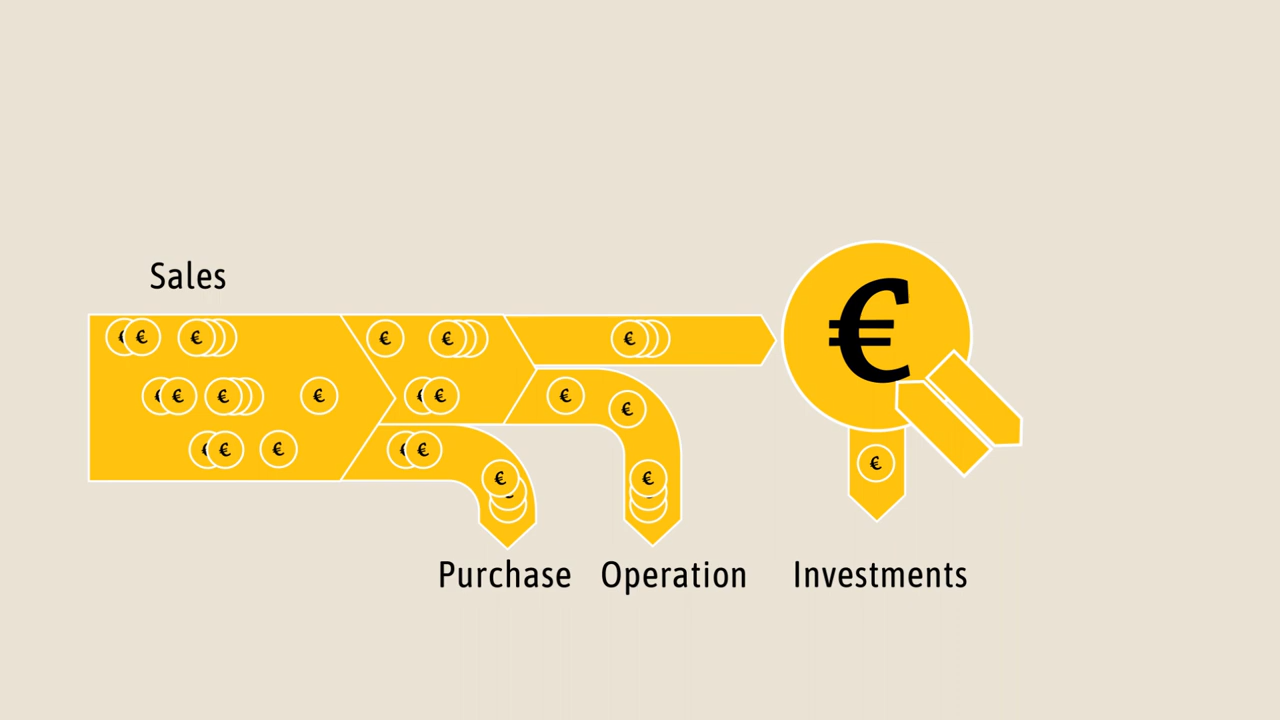 Sales
€ € €
€ € €
€
€ € € €
€ €
€ € €
€ €
€ €
Purchase Operation Investments